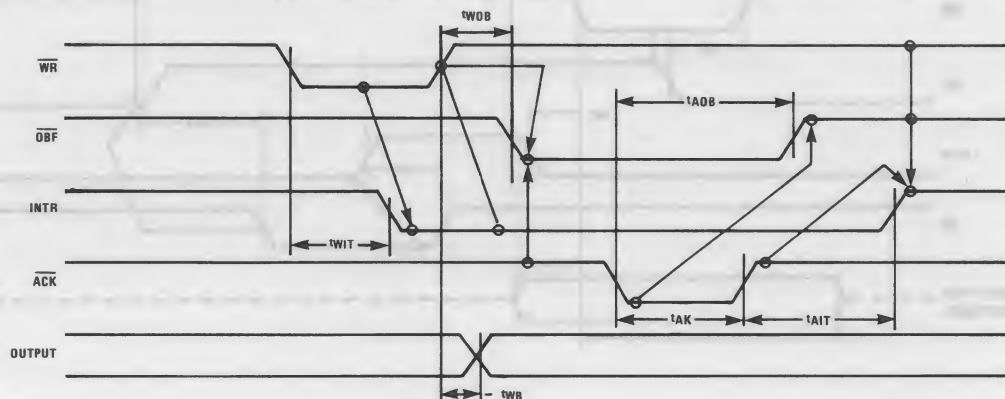 tWOB
WR
tAOB
OBF
INTR
tWIT
ACK
tAK
tAIT
OUTPUT
tWB